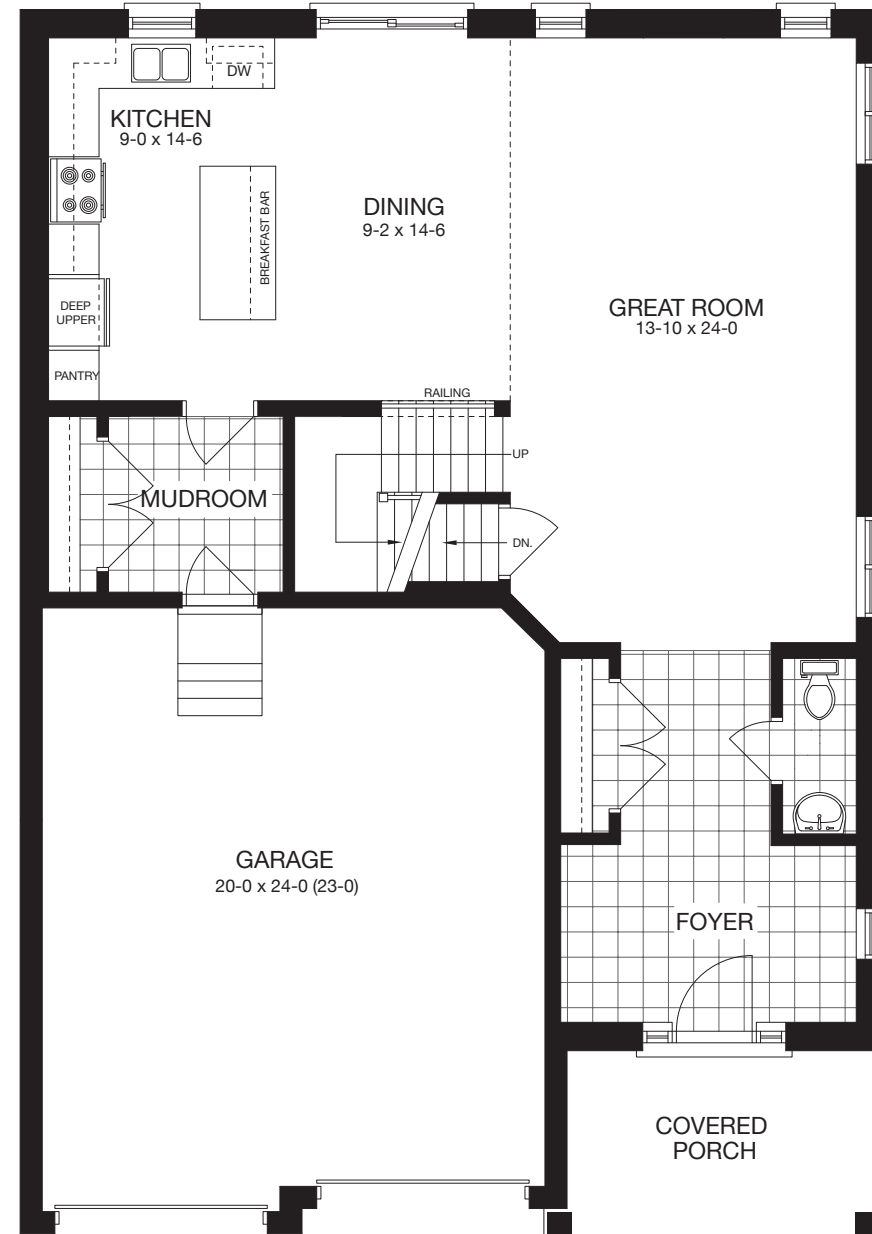 DW
KITCHEN
9-0 x 14-6
BREAKFAST BAR
DINING
9-2 x 14-6
DEEP
UPPER
GREAT ROOM
13-10 x 24-0
PANTRY
RAILING
UP
MUDROOM
DN.
GARAGE
20-0 x 24-0 (23-0)
FOYER
COVERED
PORCH